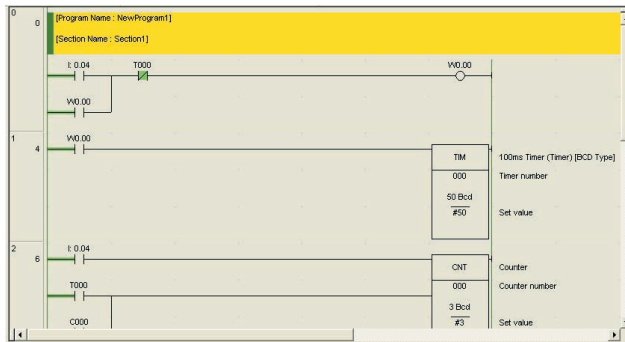 0
0
[Program Name : NewProgram1]
[Section Name : Section1]
I: 0.04
T000
W0.00
W0.00
1
4
W0.00
TIM
100ms Timer (Timer) [BCD Type]
000
Timer number
50 Bcd
#50
Set value
2
6
I: 0.04
CNT
Counter
T000
000
Counter number
3 Bcd
C000
#3
Set value